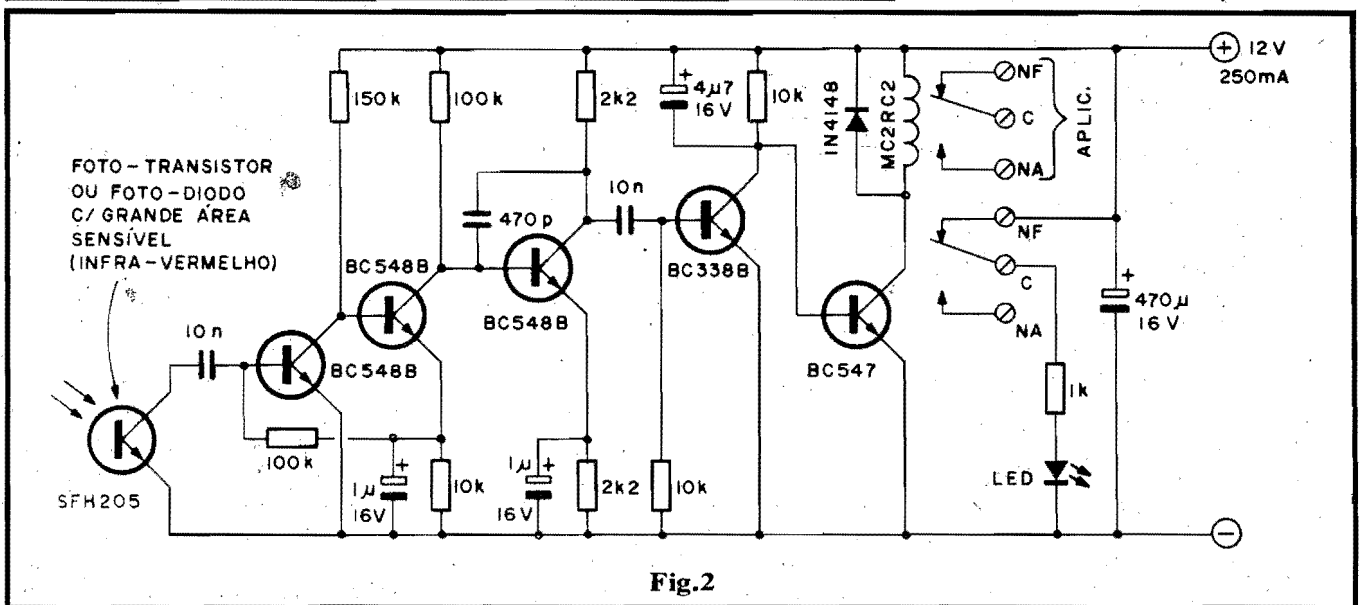 150k
100k
2k2
4µ7
16V
10k
IN4148
MC2RC2
NF
C
NA
APLIC.
+ 12V
250mA
FOTO-TRANSISTOR
OU FOTO-DIODO
C/ GRANDE ÁREA
SENSÍVEL
(INFRA-VERMELHO)
470p
10n
BC548B
BC548B
BC338B
NF
C
NA
+
470µ
16V
10n
BC548B
BC547
1k
100k
SFH205
1µ +
16V
10k
1µ +
16V
2k2
10k
LED
−
Fig.2